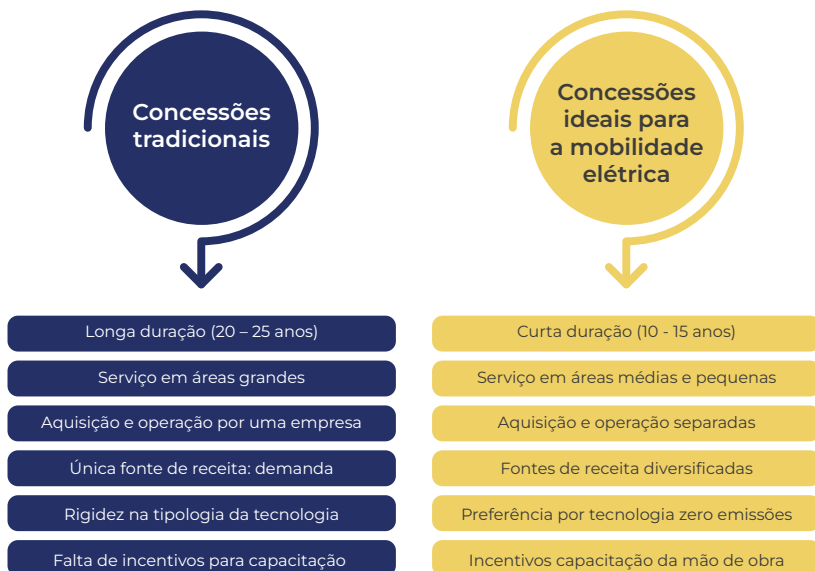 Concessões
tradicionais
Longa duração (20 – 25 anos)
Serviço em áreas grandes
Aquisição e operação por uma empresa
Única fonte de receita: demanda
Rigidez na tipologia da tecnologia
Falta de incentivos para capacitação
Concessões
ideais para
a mobilidade
elétrica
Curta duração (10 - 15 anos)
Serviço em áreas médias e pequenas
Aquisição e operação separadas
Fontes de receita diversificadas
Preferência por tecnologia zero emissões
Incentivos capacitação da mão de obra